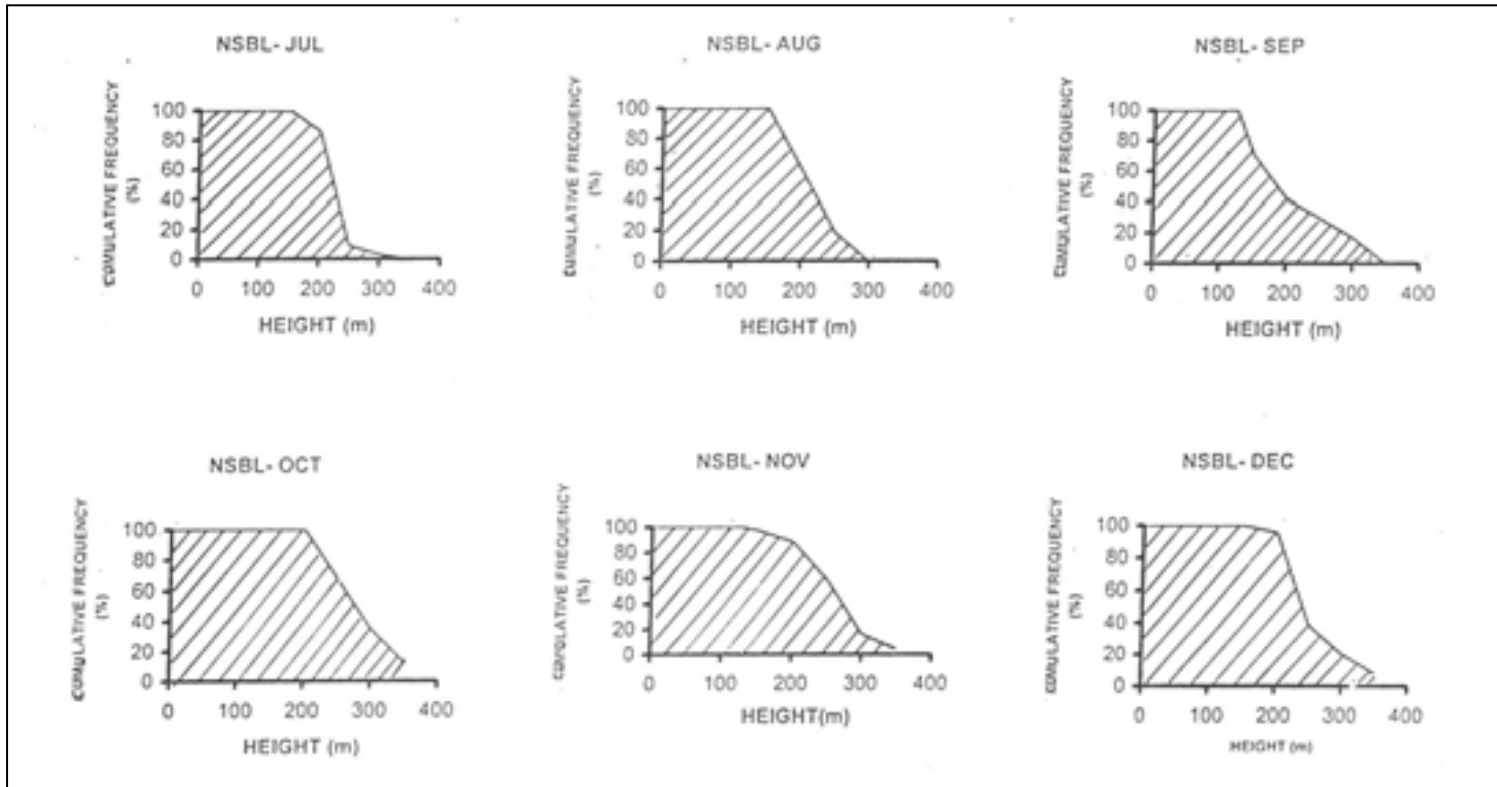 NSBL- JUL
CUMULATIVE FREQUENCY
(%)
100
80
60
40
20
0
0 100 200 300 400
HEIGHT (m)
NSBL- AUG
CUMULATIVE FREQUENCY
(%)
100
80
60
40
20
0
0 100 200 300 400
HEIGHT (m)
NSBL- SEP
CUMULATIVE FREQUENCY
(%)
100
80
60
40
20
0
0 100 200 300 400
HEIGHT (m)
NSBL- OCT
CUMULATIVE FREQUENCY
(%)
100
80
60
40
20
0
0 100 200 300 400
HEIGHT (m)
NSBL- NOV
CUMULATIVE FREQUENCY
(%)
100
80
60
40
20
0
0 100 200 300 400
HEIGHT(m)
NSBL- DEC
CUMULATIVE FREQUENCY
(%)
100
80
60
40
20
0
0 100 200 300 400
HEIGHT (m)